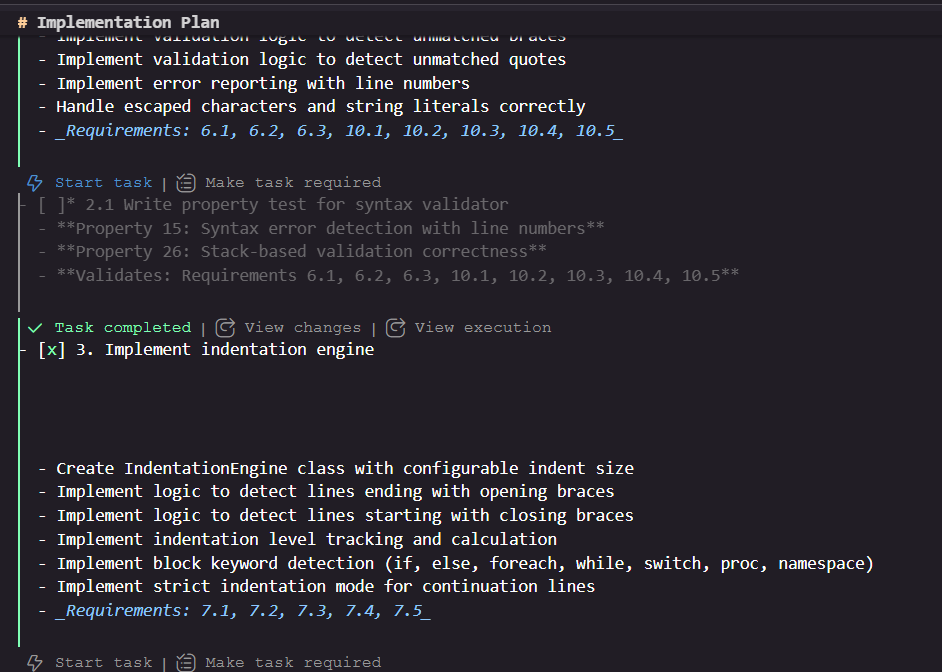 # Implementation Plan
- Implement validation logic to detect unmatched braces
- Implement validation logic to detect unmatched quotes
- Implement error reporting with line numbers
- Handle escaped characters and string literals correctly
- _Requirements: 6.1, 6.2, 6.3, 10.1, 10.2, 10.3, 10.4, 10.5_
Start task | Make task required
- [ ]* 2.1 Write property test for syntax validator
- **Property 15: Syntax error detection with line numbers**
- **Property 26: Stack-based validation correctness**
- **Validates: Requirements 6.1, 6.2, 6.3, 10.1, 10.2, 10.3, 10.4, 10.5**
✓ Task completed | View changes | View execution
- [x] 3. Implement indentation engine
- Create IndentationEngine class with configurable indent size
- Implement logic to detect lines ending with opening braces
- Implement logic to detect lines starting with closing braces
- Implement indentation level tracking and calculation
- Implement block keyword detection (if, else, foreach, while, switch, proc, namespace)
- Implement strict indentation mode for continuation lines
- _Requirements: 7.1, 7.2, 7.3, 7.4, 7.5_
Start task | Make task required